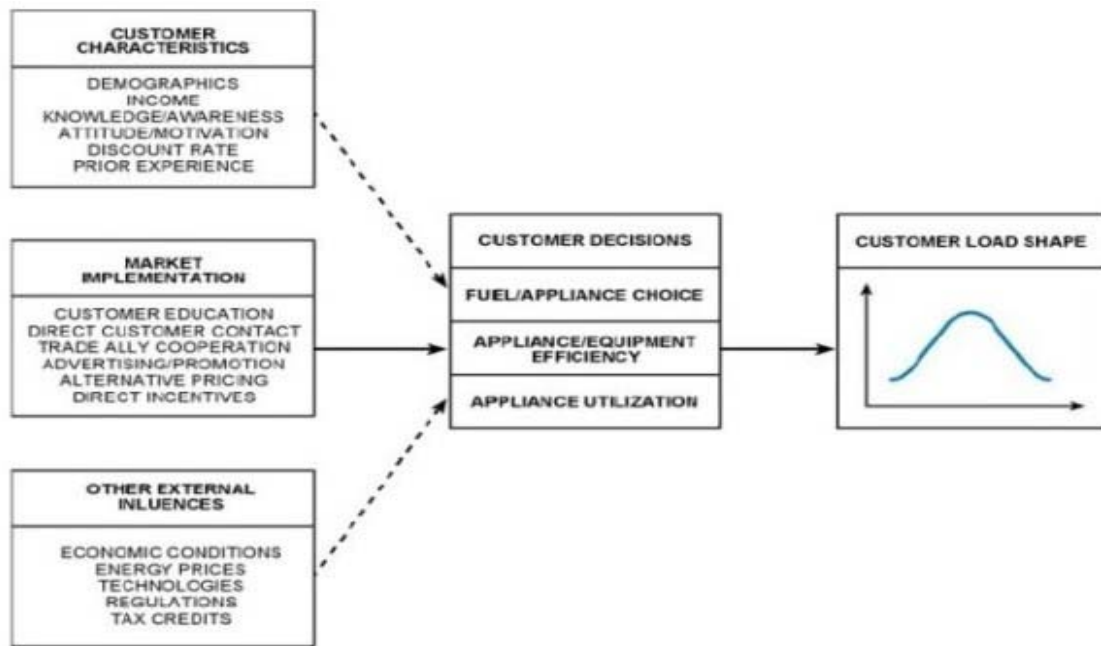 CUSTOMER
CHARACTERISTICS
DEMOGRAPHICS
INCOME
KNOWLEDGE/AWARENESS
ATTITUDE/MOTIVATION
DISCOUNT RATE
PRIOR EXPERIENCE
MARKET
IMPLEMENTATION
CUSTOMER EDUCATION
DIRECT CUSTOMER CONTACT
TRADE ALLY COOPERATION
ADVERTISING/PROMOTION
ALTERNATIVE PRICING
DIRECT INCENTIVES
OTHER EXTERNAL
INLUENCES
ECONOMIC CONDITIONS
ENERGY PRICES
TECHNOLOGIES
REGULATIONS
TAX CREDITS
CUSTOMER DECISIONS
FUEL/APPLIANCE CHOICE
APPLIANCE/EQUIPMENT
EFFICIENCY
APPLIANCE UTILIZATION
CUSTOMER LOAD SHAPE